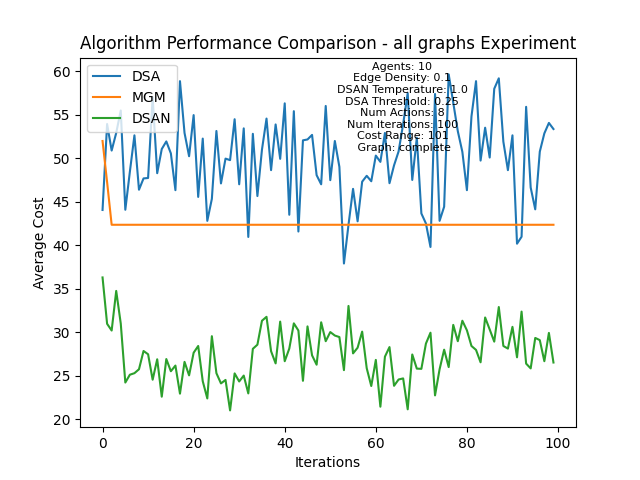 Algorithm Performance Comparison - all graphs Experiment
DSA
MGM
DSAN
Agents: 10
Edge Density: 0.1
DSAN Temperature: 1.0
DSA Threshold: 0.25
Num Actions: 8
Num Iterations: 100
Cost Range: 101
Graph: complete
Average Cost
60
55
50
45
40
35
30
25
20
0 20 40 60 80 100
Iterations